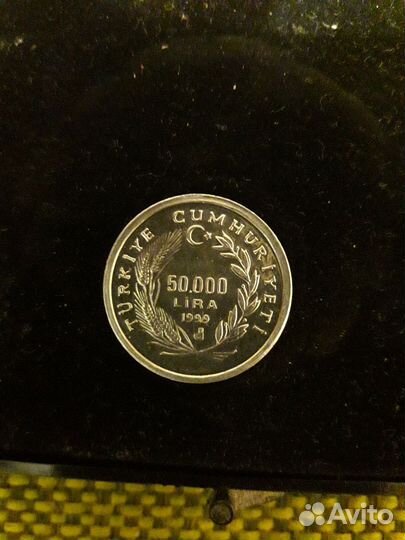 TÜRKİYE CUMHURİYETİ
50.000
LİRA
1999
Avito